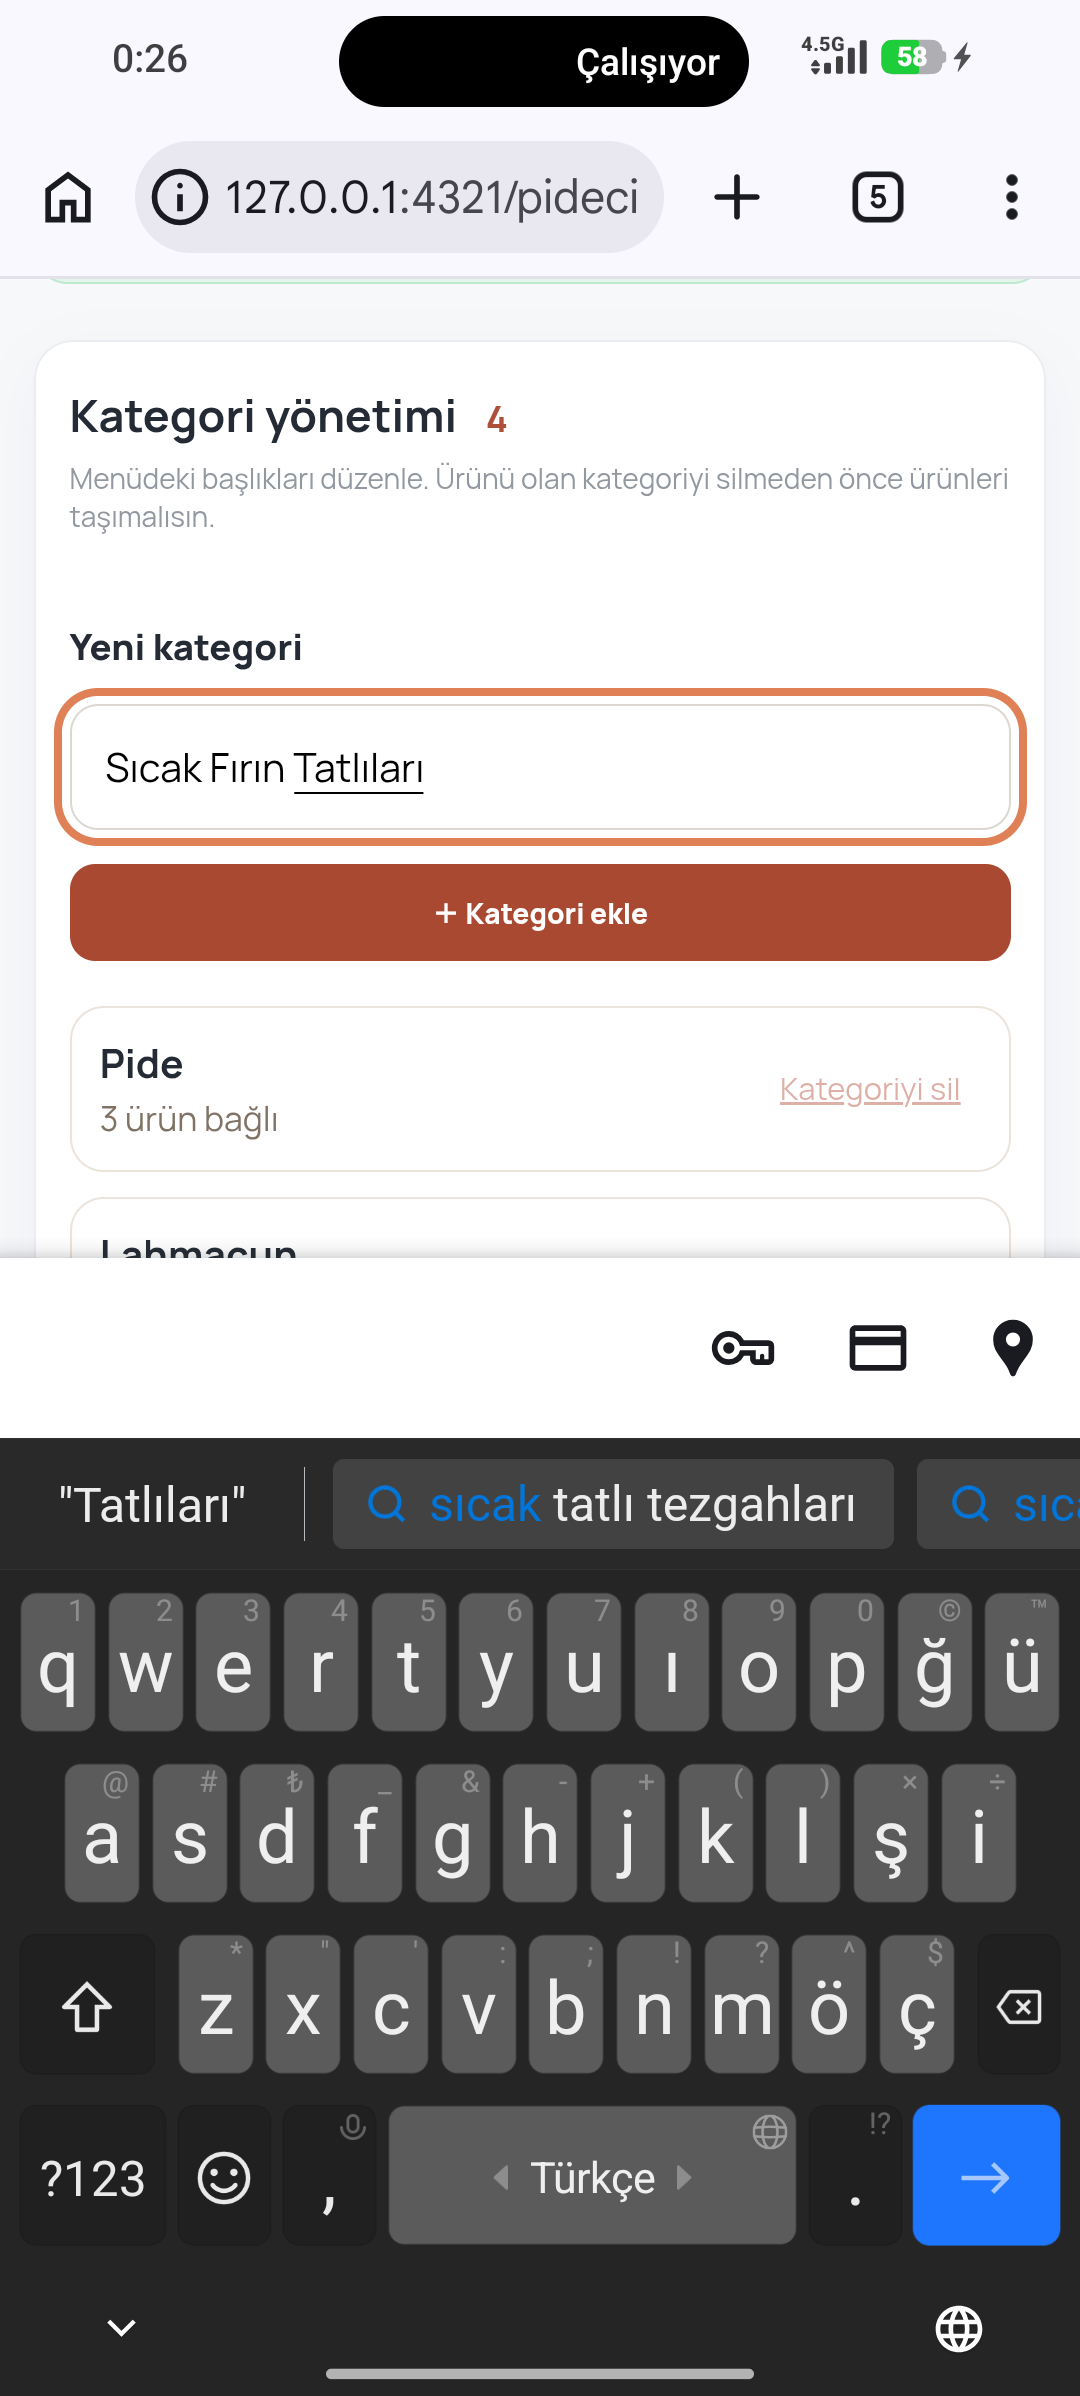 0:26
Çalışıyor
4.5G
58
127.0.0.1:4321/pideci
5
Kategori yönetimi 4
Menüdeki başlıkları düzenle. Ürünü olan kategoriyi silmeden önce ürünleri
taşımalısın.
Yeni kategori
Sıcak Fırın Tatlıları
+ Kategori ekle
Pide
Kategoriyi sil
3 ürün bağlı
Lahmacun
"Tatlıları"
sıcak tatlı tezgahları
1 2 3 4 5 6 7 8 9 0 © ™
q w e r t y u ı o p ğ ü
@ # ₺ _ & - + ( ) × ÷
a s d f g h j k l ş i
* " ' : ; ! ? ^ $
z x c v b n m ö ç
!?
?123 , Türkçe .